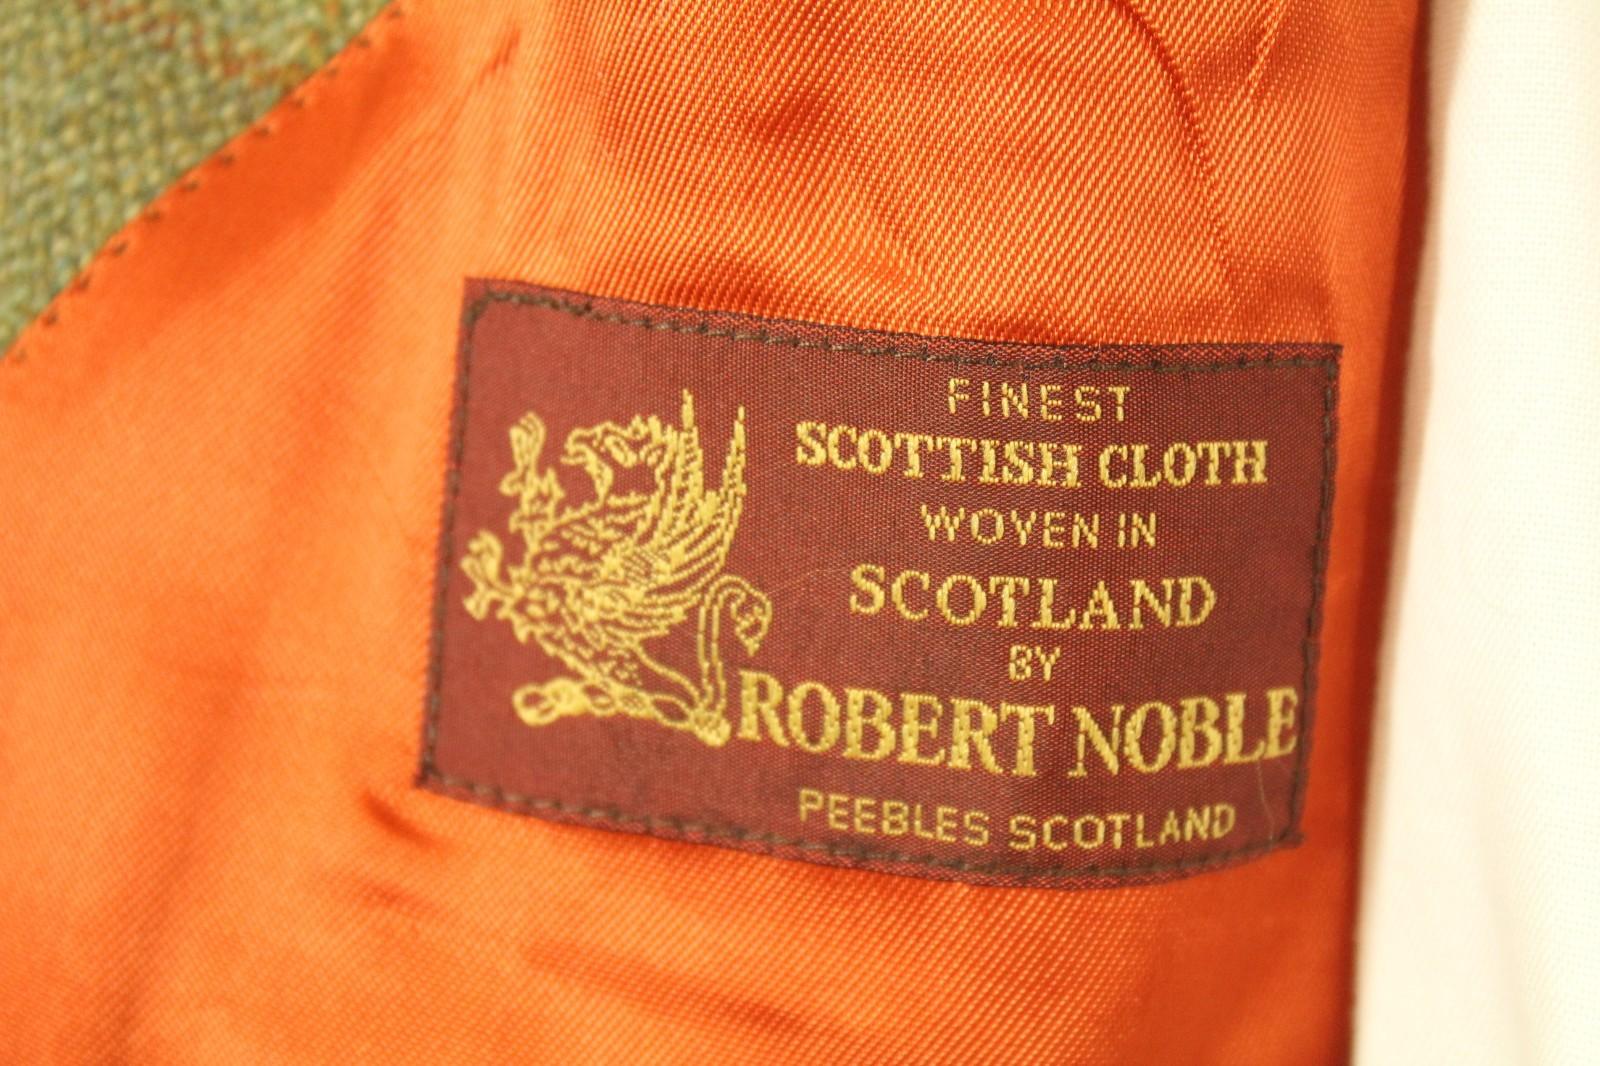 FINEST
SCOTTISH CLOTH
WOVEN IN
SCOTLAND
BY
ROBERT NOBLE
PEEBLES SCOTLAND